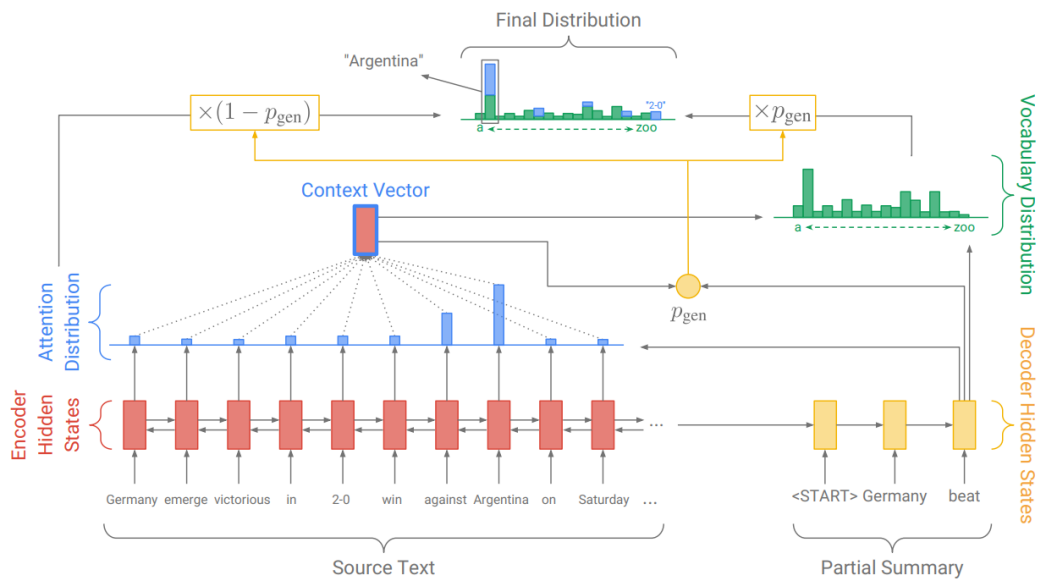 Final Distribution
"Argentina"
×(1 − p_gen)
"2-0"
a
zoo
×p_gen
Context Vector
Vocabulary Distribution
a
zoo
Attention
Distribution
p_gen
Encoder
Hidden
States
...
Decoder Hidden States
Germany emerge victorious in 2-0 win against Argentina on Saturday ...
<START> Germany beat
Source Text
Partial Summary